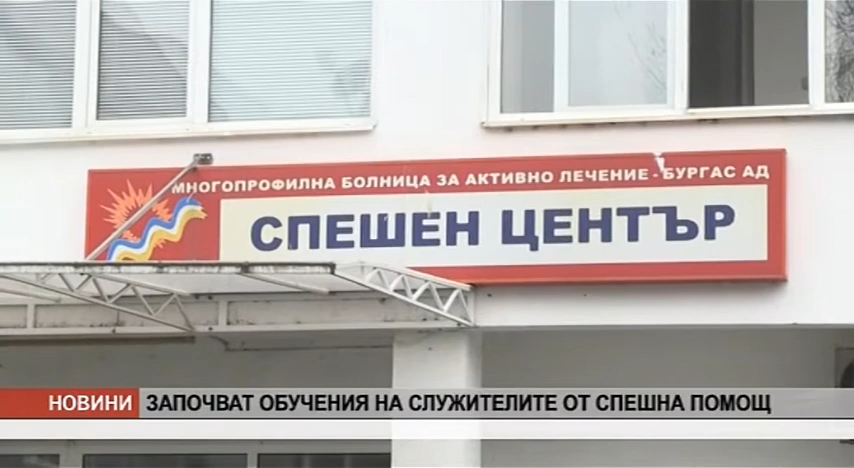 МНОГОПРОФИЛНА БОЛНИЦА ЗА АКТИВНО ЛЕЧЕНИЕ - БУРГАС АД
СПЕШЕН ЦЕНТЪР
НОВИНИ ЗАПОЧВАТ ОБУЧЕНИЯ НА СЛУЖИТЕЛИТЕ ОТ СПЕШНА ПОМОЩ